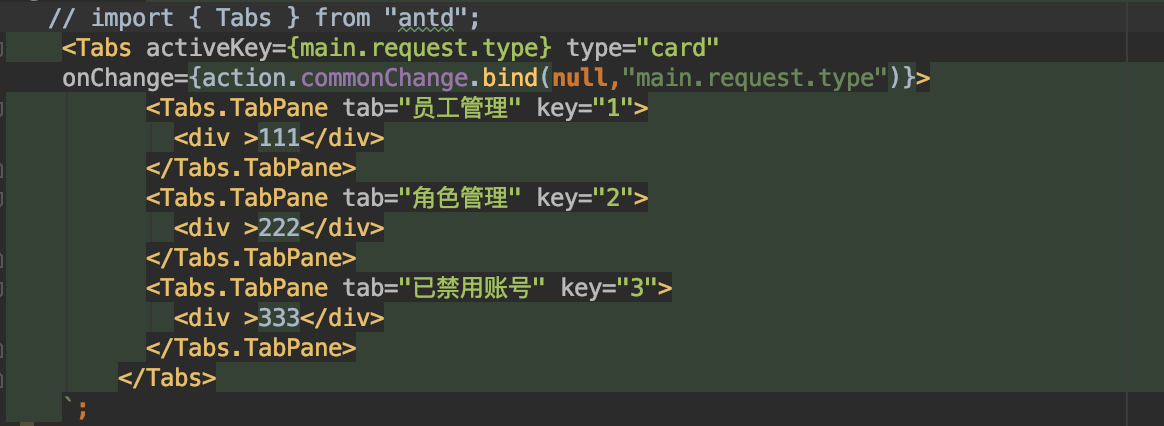 // import { Tabs } from "antd";
<Tabs activeKey={main.request.type} type="card"
onChange={action.commonChange.bind(null,"main.request.type")}>
<Tabs.TabPane tab="员工管理" key="1">
<div >111</div>
</Tabs.TabPane>
<Tabs.TabPane tab="角色管理" key="2">
<div >222</div>
</Tabs.TabPane>
<Tabs.TabPane tab="已禁用账号" key="3">
<div >333</div>
</Tabs.TabPane>
</Tabs>
`;